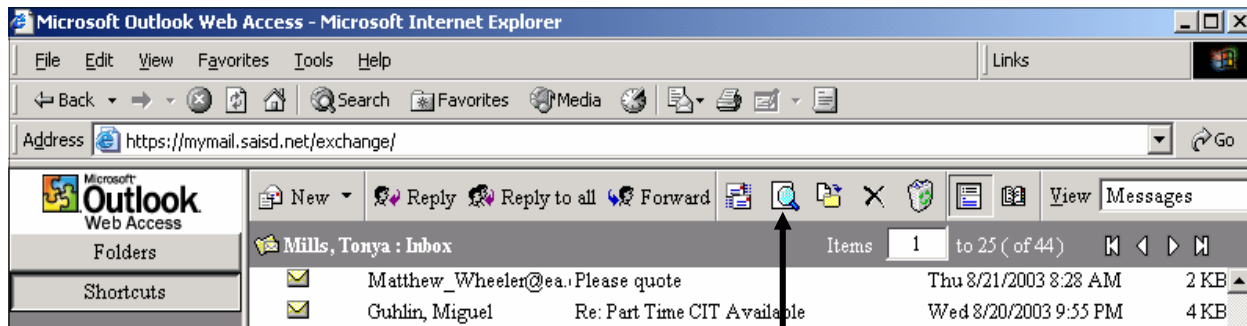 Microsoft Outlook Web Access - Microsoft Internet Explorer
File Edit View Favorites Tools Help Links
Back Search Favorites Media
Address https://mymail.saisd.net/exchange/ Go
Microsoft
Outlook
Web Access
New Reply Reply to all Forward View Messages
Folders
Mills, Tonya : Inbox Items 1 to 25 ( of 44 )
Shortcuts
Matthew_Wheeler@ea. Please quote Thu 8/21/2003 8:28 AM 2 KB
Guhlin, Miguel Re: Part Time CIT Available Wed 8/20/2003 9:55 PM 4 KB